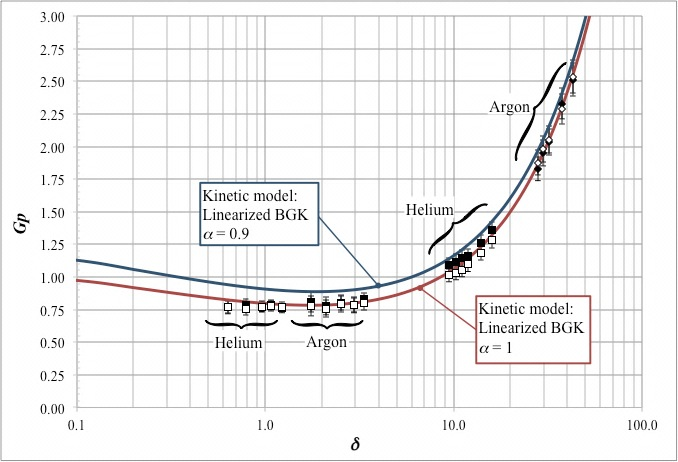 3.00
2.75
2.50
2.25
2.00
1.75
1.50
1.25
1.00
0.75
0.50
0.25
0.00
Gp
0.1
1.0
10.0
100.0
δ
Argon
Helium
Kinetic model:
Linearized BGK
α = 0.9
Kinetic model:
Linearized BGK
α = 1
Helium
Argon